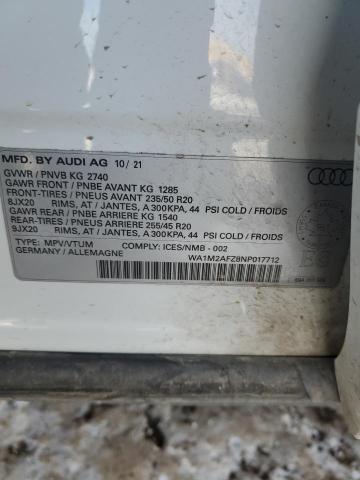 MFD. BY AUDI AG 10/21
GVWR / PNVB KG 2740
GAWR FRONT / PNBE AVANT KG 1285
FRONT-TIRES / PNEUS AVANT 235/50 R20
8JX20 RIMS, AT / JANTES, A 300KPA, 44 PSI COLD / FROIDS
GAWR REAR / PNBE ARRIERE KG 1540
REAR-TIRES / PNEUS ARRIERE 255/45 R20
9JX20 RIMS, AT / JANTES, A 300KPA, 44 PSI COLD / FROIDS
TYPE: MPV/VTUM COMPLY: ICES/NMB - 002
GERMANY / ALLEMAGNE WA1M2AFZ8NP017712